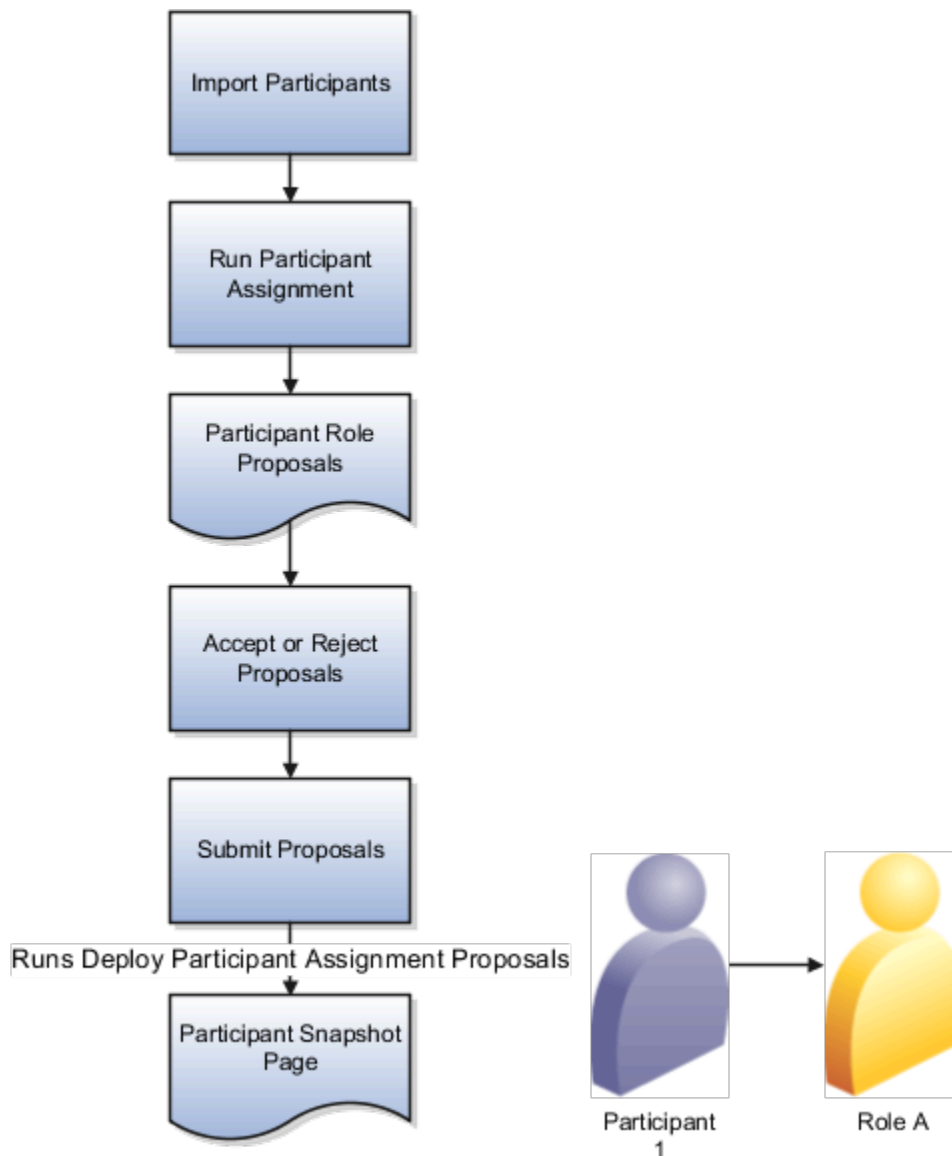 Import Participants
Run Participant
Assignment
Participant Role
Proposals
Accept or Reject
Proposals
Submit Proposals
Runs Deploy Participant Assignment Proposals
Participant Snapshot
Page
Participant
1
Role A